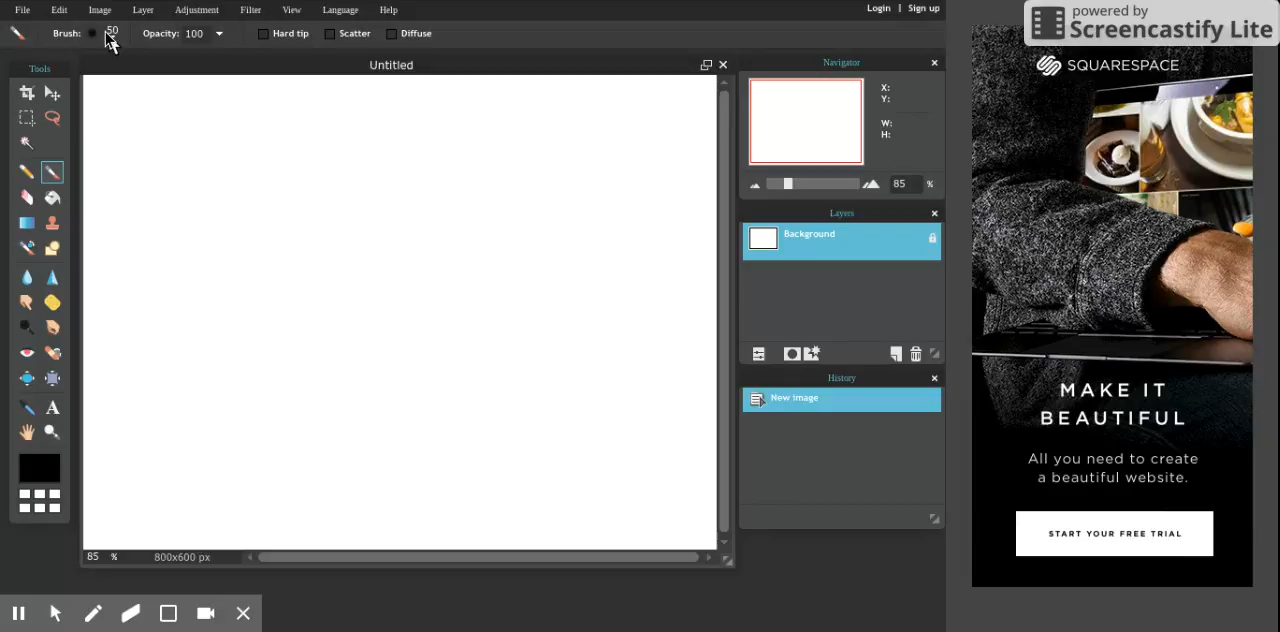 File Edit Image Layer Adjustment Filter View Language Help Login | Sign up
powered by
Screencastify Lite
Brush: 50 Opacity: 100 Hard tip Scatter Diffuse
Tools
Untitled
Navigator
SQUARESPACE
X:
Y:
W:
H:
85 %
Layers
Background
History
New image
MAKE IT
BEAUTIFUL
All you need to create
a beautiful website.
START YOUR FREE TRIAL
A
85 % 800x600 px